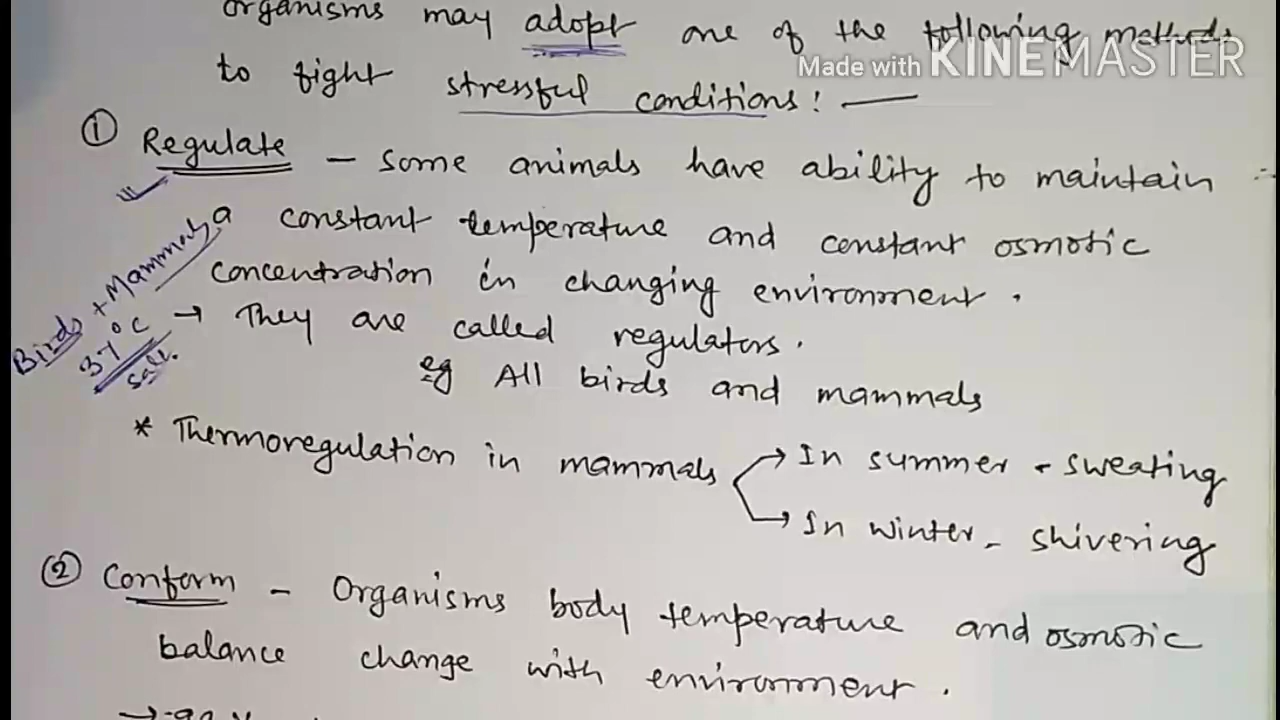 organisms may adopt one of the following methods
Made with KINEMASTER
to fight stressful conditions : —
① Regulate – Some animals have ability to maintain
a constant temperature and constant osmotic
concentration in changing environment .
→ They are called regulators .
eg All birds and mammals
Birds + Mammals
37°C
* Thermoregulation in mammals → In summer - sweating
→ In winter - shivering
② Conform – Organisms body temperature and osmotic
balance change with environment .